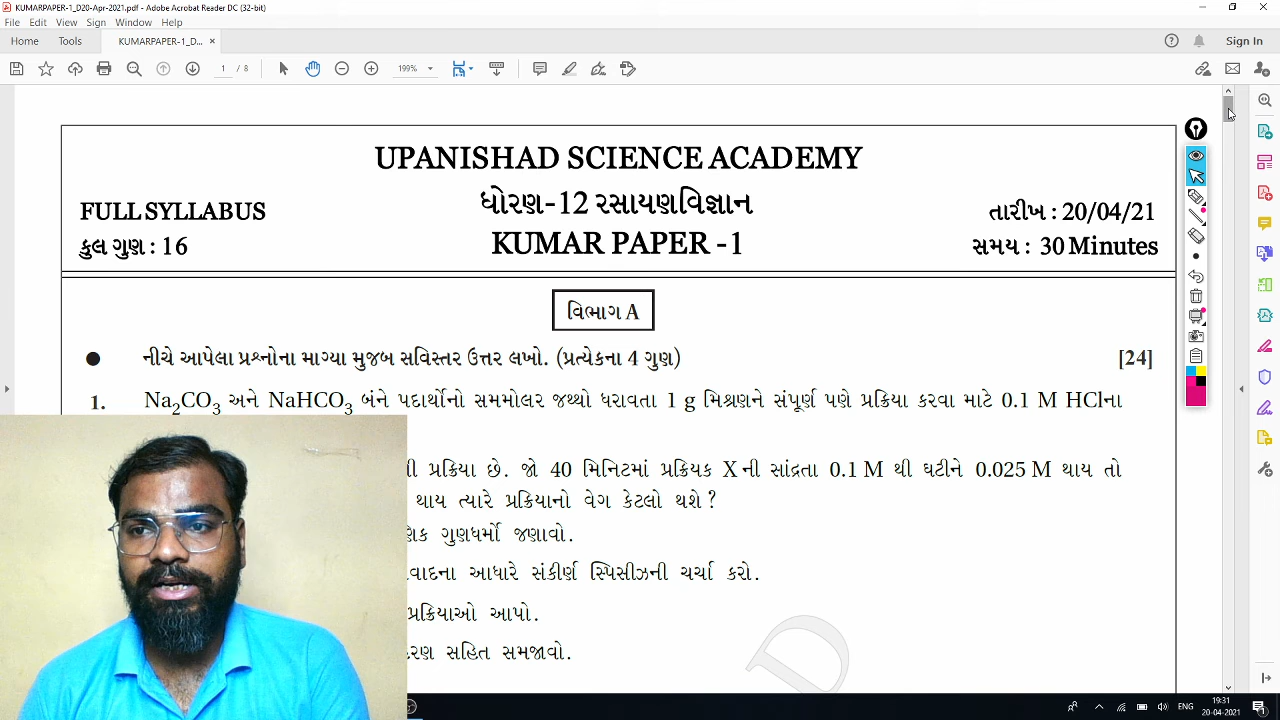 KUMARPAPER-1_D20-Apr-2021.pdf - Adobe Acrobat Reader DC (32-bit)
File Edit View Sign Window Help
Home Tools KUMARPAPER-1_D... × Sign In
1 / 8 199%
UPANISHAD SCIENCE ACADEMY
ધોરણ-12 રસાયણવિજ્ઞાન
FULL SYLLABUS તારીખ : 20/04/21
કુલ ગુણ : 16 KUMAR PAPER -1 સમય : 30 Minutes
વિભાગ A
● નીચે આપેલા પ્રશ્નોના માગ્યા મુજબ સવિસ્તર ઉત્તર લખો. (પ્રત્યેકના 4 ગુણ) [24]
1. Na₂CO₃ અને NaHCO₃ બંને પદાર્થોનો સમમોલર જથ્થો ધરાવતા 1 g મિશ્રણને સંપૂર્ણ પણે પ્રક્રિયા કરવા માટે 0.1 M HClના
ની પ્રક્રિયા છે. જો 40 મિનિટમાં પ્રક્રિયક X ની સાંદ્રતા 0.1 M થી ઘટીને 0.025 M થાય તો
થાય ત્યારે પ્રક્રિયાનો વેગ કેટલો થશે ?
ગુણધર્મો જણાવો.
વાદના આધારે સંકીર્ણ સ્પિસીઝની ચર્ચા કરો.
પ્રક્રિયાઓ આપો.
સહિત સમજાવો.
D
ENG 19:31
20-04-2021